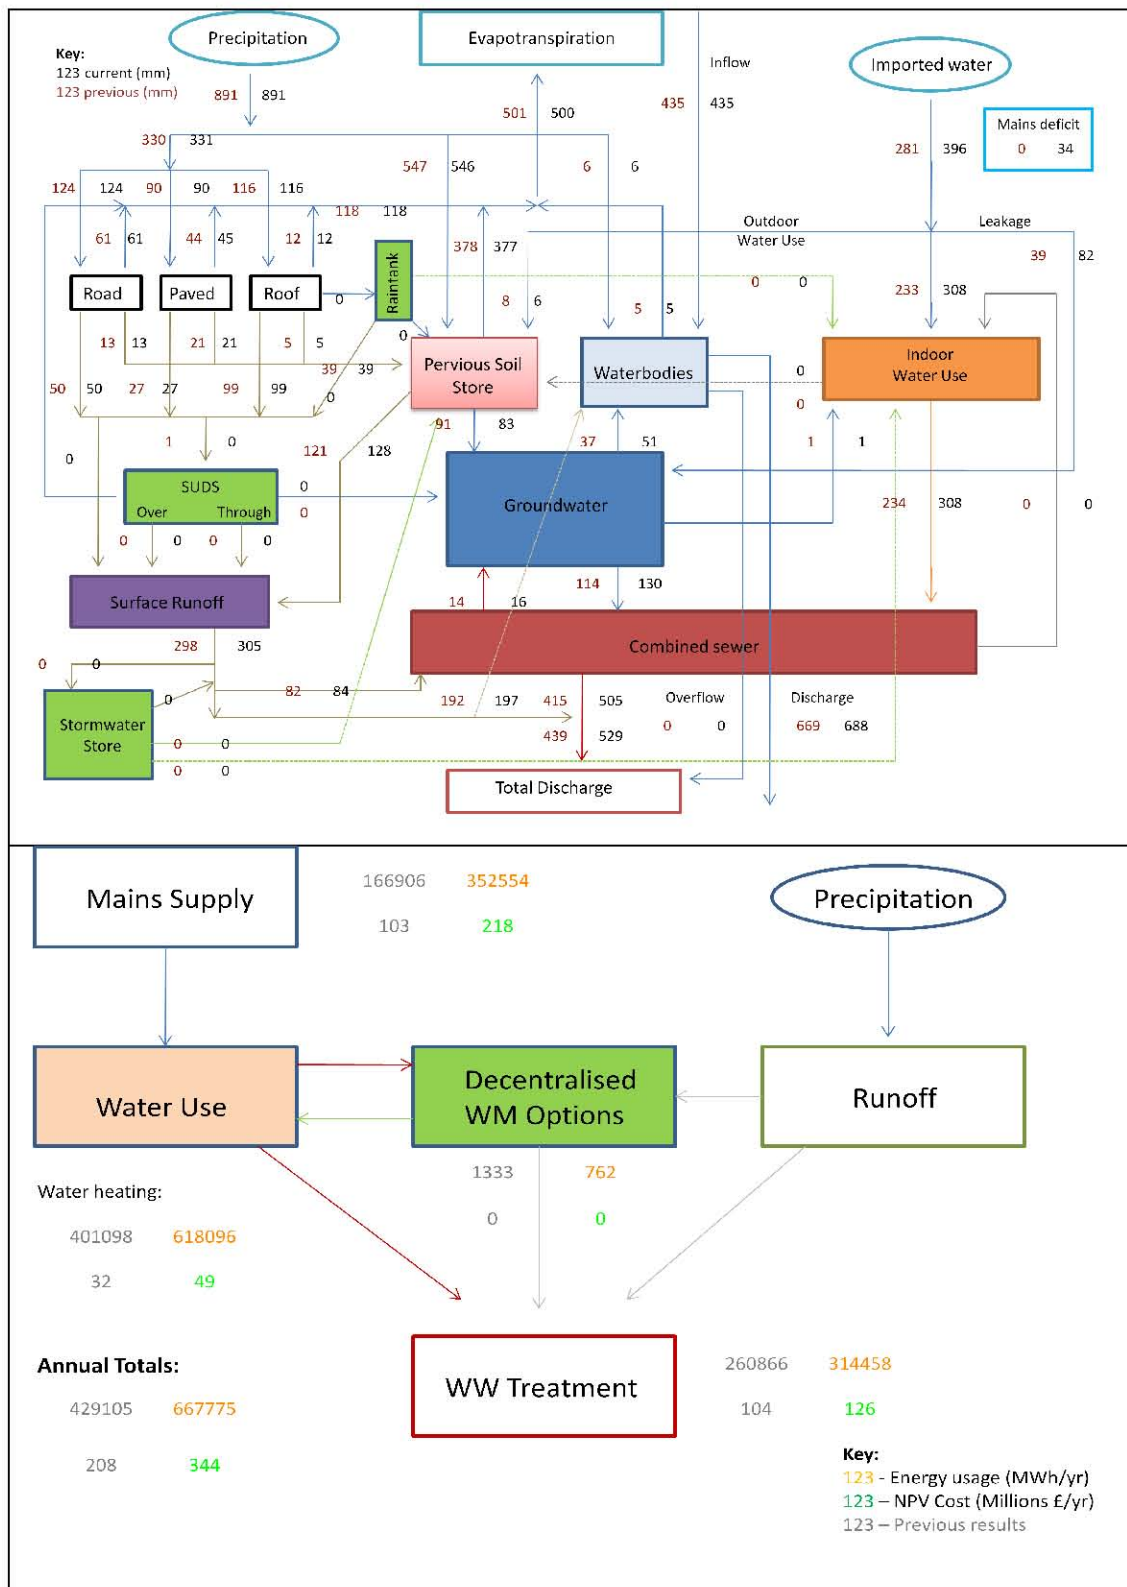 Precipitation
Evapotranspiration
Key:
123 current (mm)
123 previous (mm)
Inflow
Imported water
891 891
501 500
435 435
Mains deficit
0 34
330 331
547 546
6 6
281 396
124 124 90 90 116 116
118 118
Outdoor
Water Use
Leakage
61 61 44 45 12 12
378 377
39 82
0 0
Road
Paved
Roof
0
Raintank
8 6
5 5
233 308
0
13 13 21 21 5 5
39 39
Pervious Soil
Store
Waterbodies
0
0
Indoor
Water Use
50 50 27 27 99 99
0
91 83
37 51
1 1
1 0
0
121 128
SUDS
Over Through
0
0
Groundwater
234 308
0 0
0 0 0 0
114 130
14 16
Surface Runoff
298 305
Combined sewer
0 0
82 84
0
192 197
415 505
439 529
Overflow
0 0
Discharge
669 688
Stormwater
Store
0 0
0 0
Total Discharge
Mains Supply
166906 352554
103 218
Precipitation
Water Use
Decentralised
WM Options
Runoff
1333 762
0 0
Water heating:
401098 618096
32 49
Annual Totals:
429105 667775
208 344
WW Treatment
260866 314458
104 126
Key:
123 - Energy usage (MWh/yr)
123 – NPV Cost (Millions £/yr)
123 – Previous results